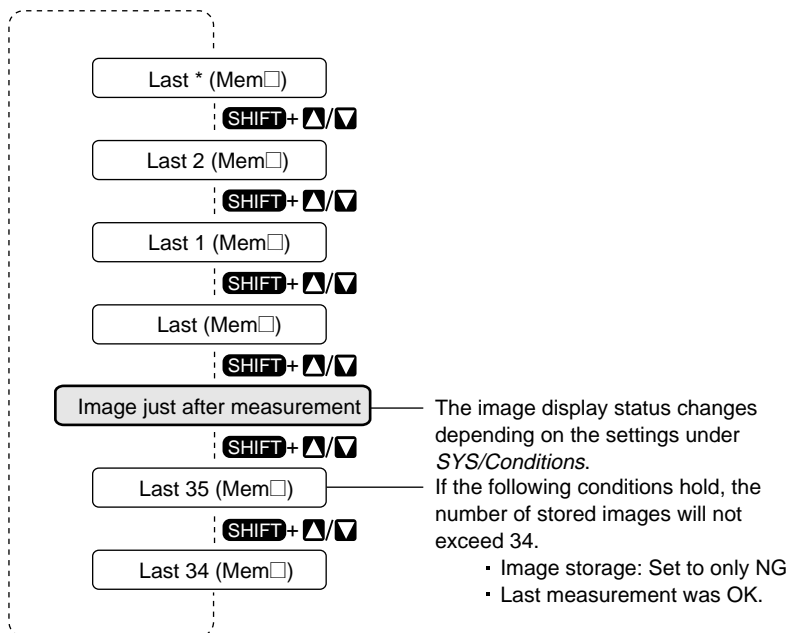 Last * (Mem□)
SHIFT+▲/▼
Last 2 (Mem□)
SHIFT+▲/▼
Last 1 (Mem□)
SHIFT+▲/▼
Last (Mem□)
SHIFT+▲/▼
Image just after measurement
The image display status changes
depending on the settings under
SYS/Conditions.
SHIFT+▲/▼
Last 35 (Mem□)
If the following conditions hold, the
number of stored images will not
exceed 34.
· Image storage: Set to only NG
· Last measurement was OK.
SHIFT+▲/▼
Last 34 (Mem□)